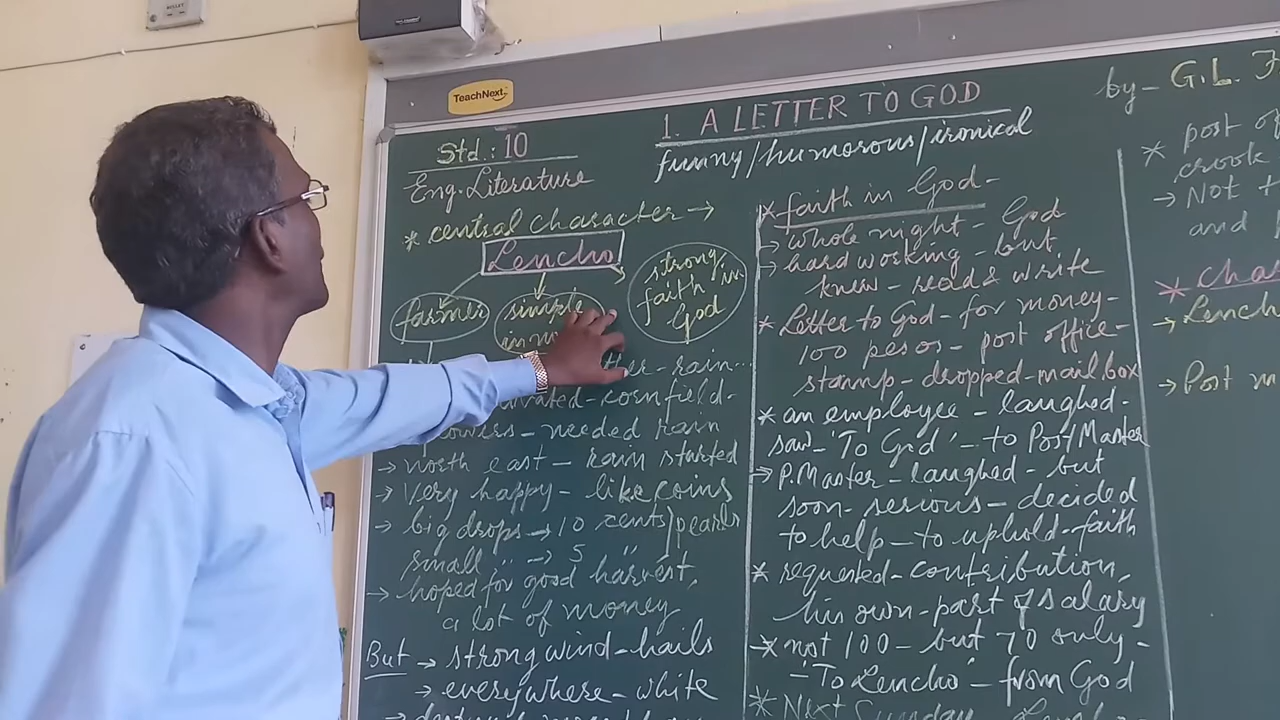 TeachNext
Std.: 10
1. A LETTER TO GOD
by - G.L.
Eng. Literature
funny/humorous/ironical
* central character →
Lencho
farmer
simple
strong faith in God
rain...
cornfield-
flowers - needed rain
→ north east - rain started
→ Very happy - like coins
→ big drops → 10 cents/pearls
small " → 5 "
→ hoped for good harvest,
a lot of money
But → strong wind - hails
→ everywhere - white
* faith in God -
→ whole night - God
→ hard working - but
knew - read & write
* Letter to God - for money -
100 pesos - post office -
stamp - dropped - mail box
* an employee - laughed -
saw - 'To God' - to Post/Master
→ P.Master - laughed - but
soon - serious - decided
to help - to uphold - faith
* requested - contribution,
his own - part of salary
* not 100 - but 70 only -
- 'To Lencho' - from God
* Next Sunday
* post
crook
→ Not
and
*
→ Lench
→ Post m